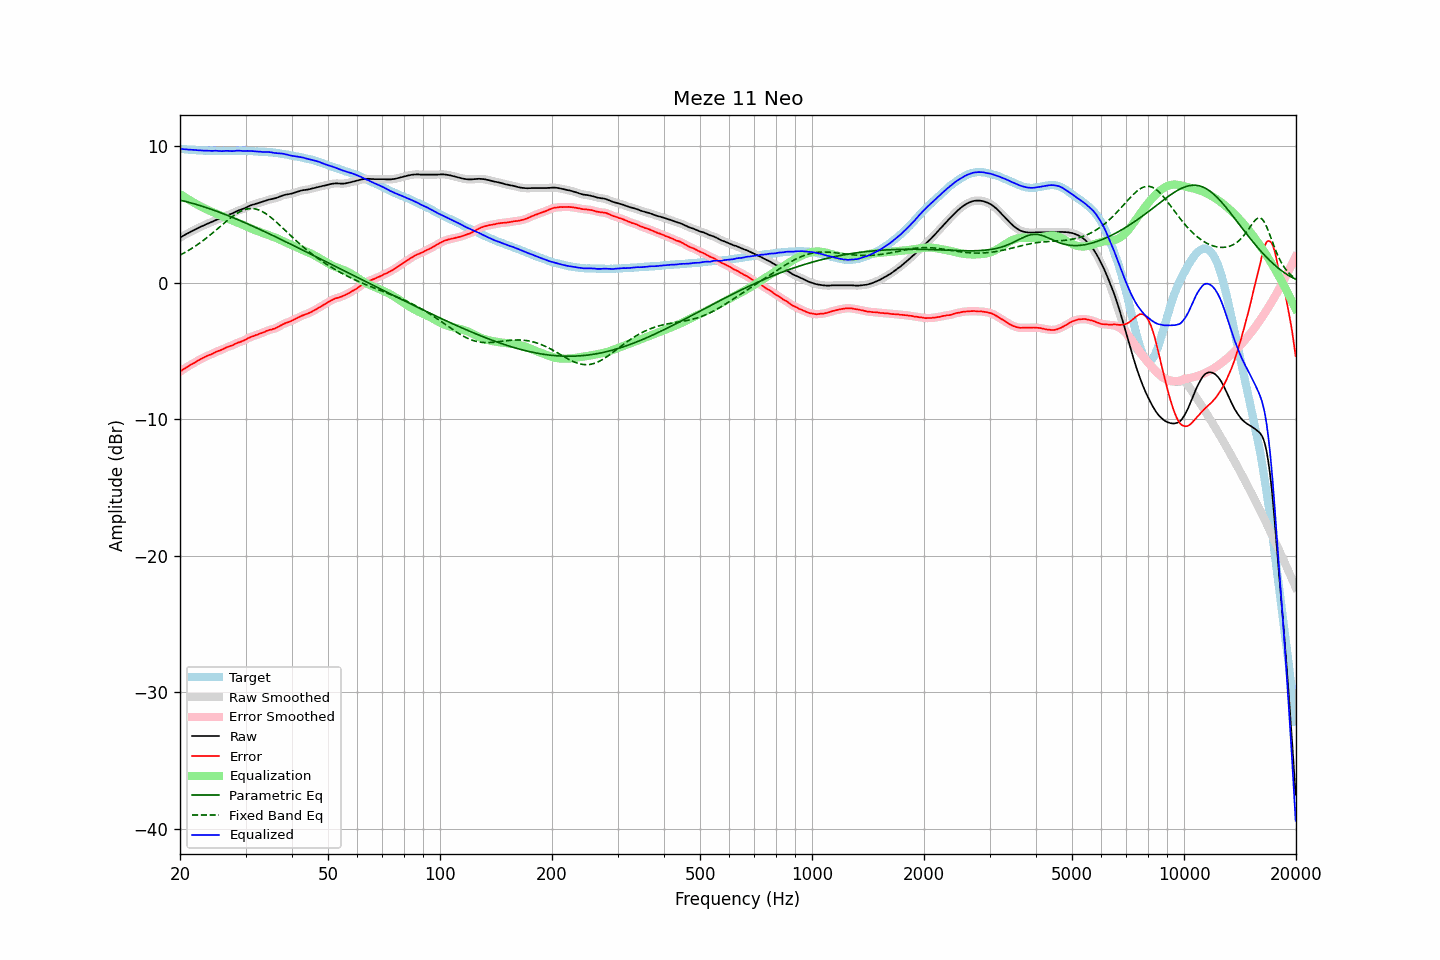 Meze 11 Neo
Amplitude (dBr)
10
0
−10
−20
−30
−40
Target
Raw Smoothed
Error Smoothed
Raw
Error
Equalization
Parametric Eq
Fixed Band Eq
Equalized
20 50 100 200 500 1000 2000 5000 10000 20000
Frequency (Hz)